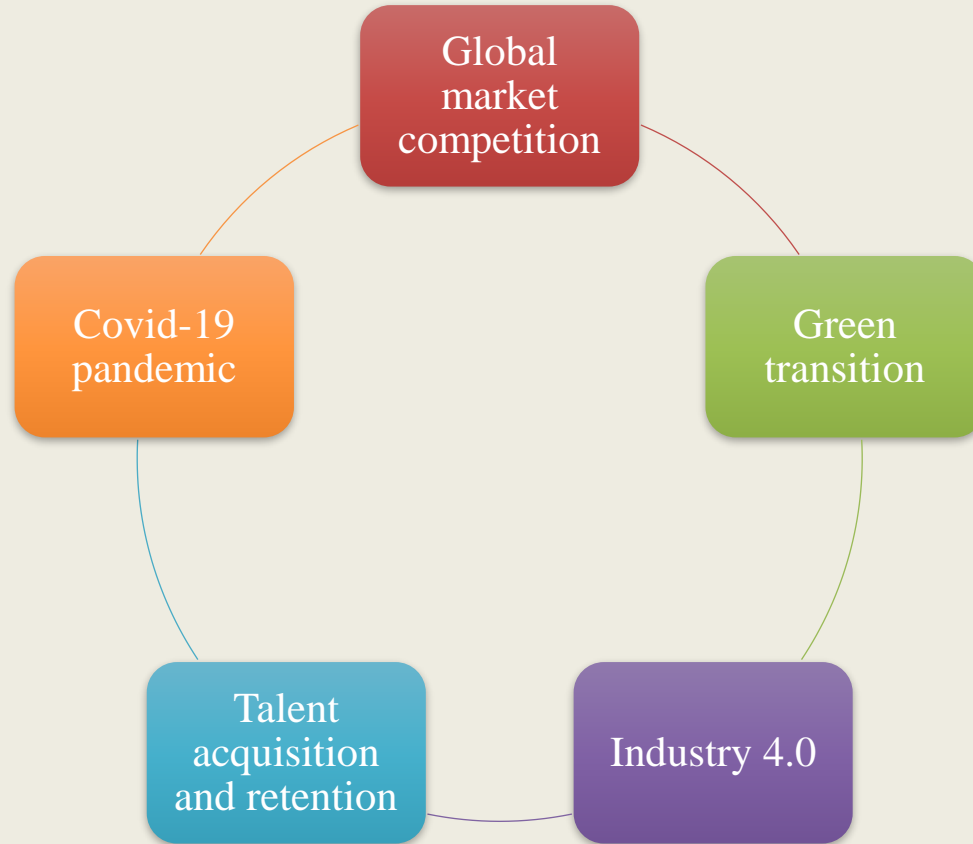 Global
market
competition
Green
transition
Industry 4.0
Talent
acquisition
and retention
Covid-19
pandemic